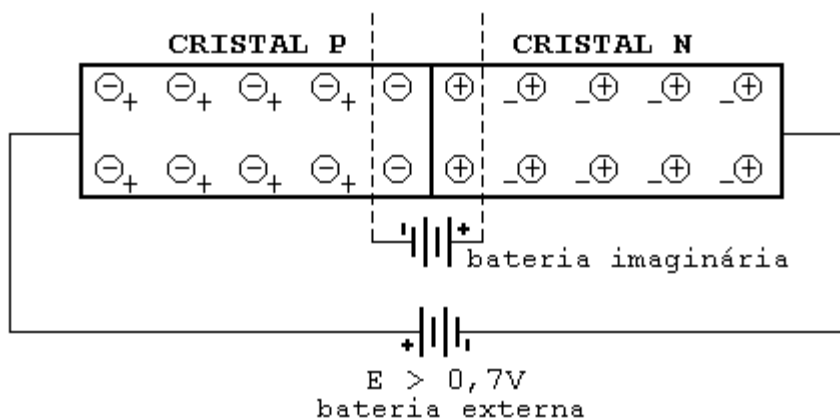 CRISTAL P CRISTAL N
bateria imaginária
E > 0,7V
bateria externa